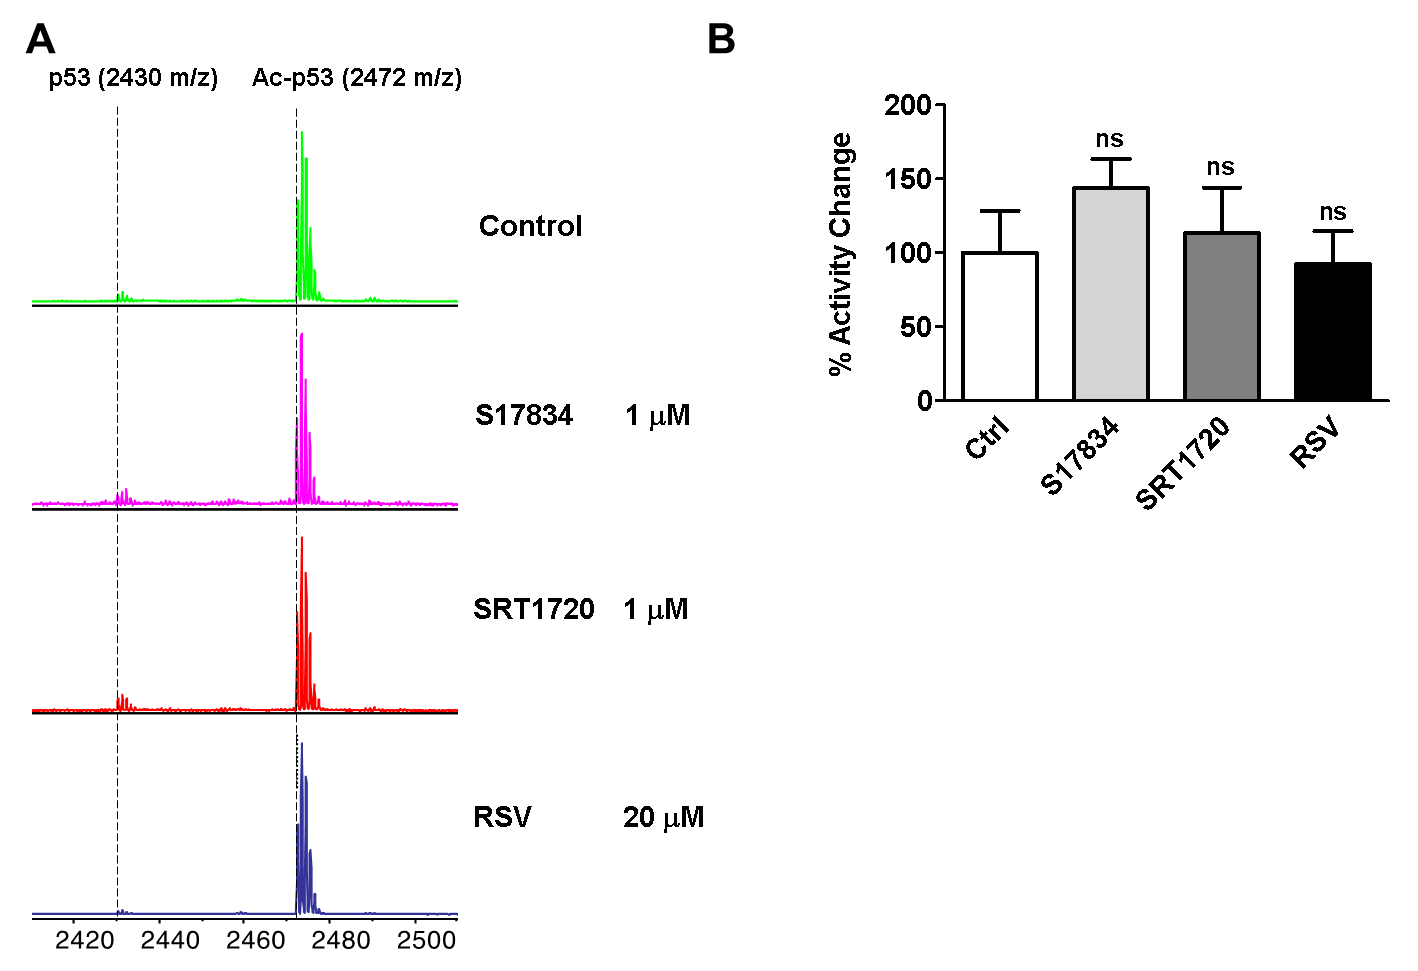 A
p53 (2430 m/z) Ac-p53 (2472 m/z)
Control
S17834 1 μM
SRT1720 1 μM
RSV 20 μM
2420 2440 2460 2480 2500
B
% Activity Change
200
150
100
50
0
ns
ns
ns
Ctrl
S17834
SRT1720
RSV